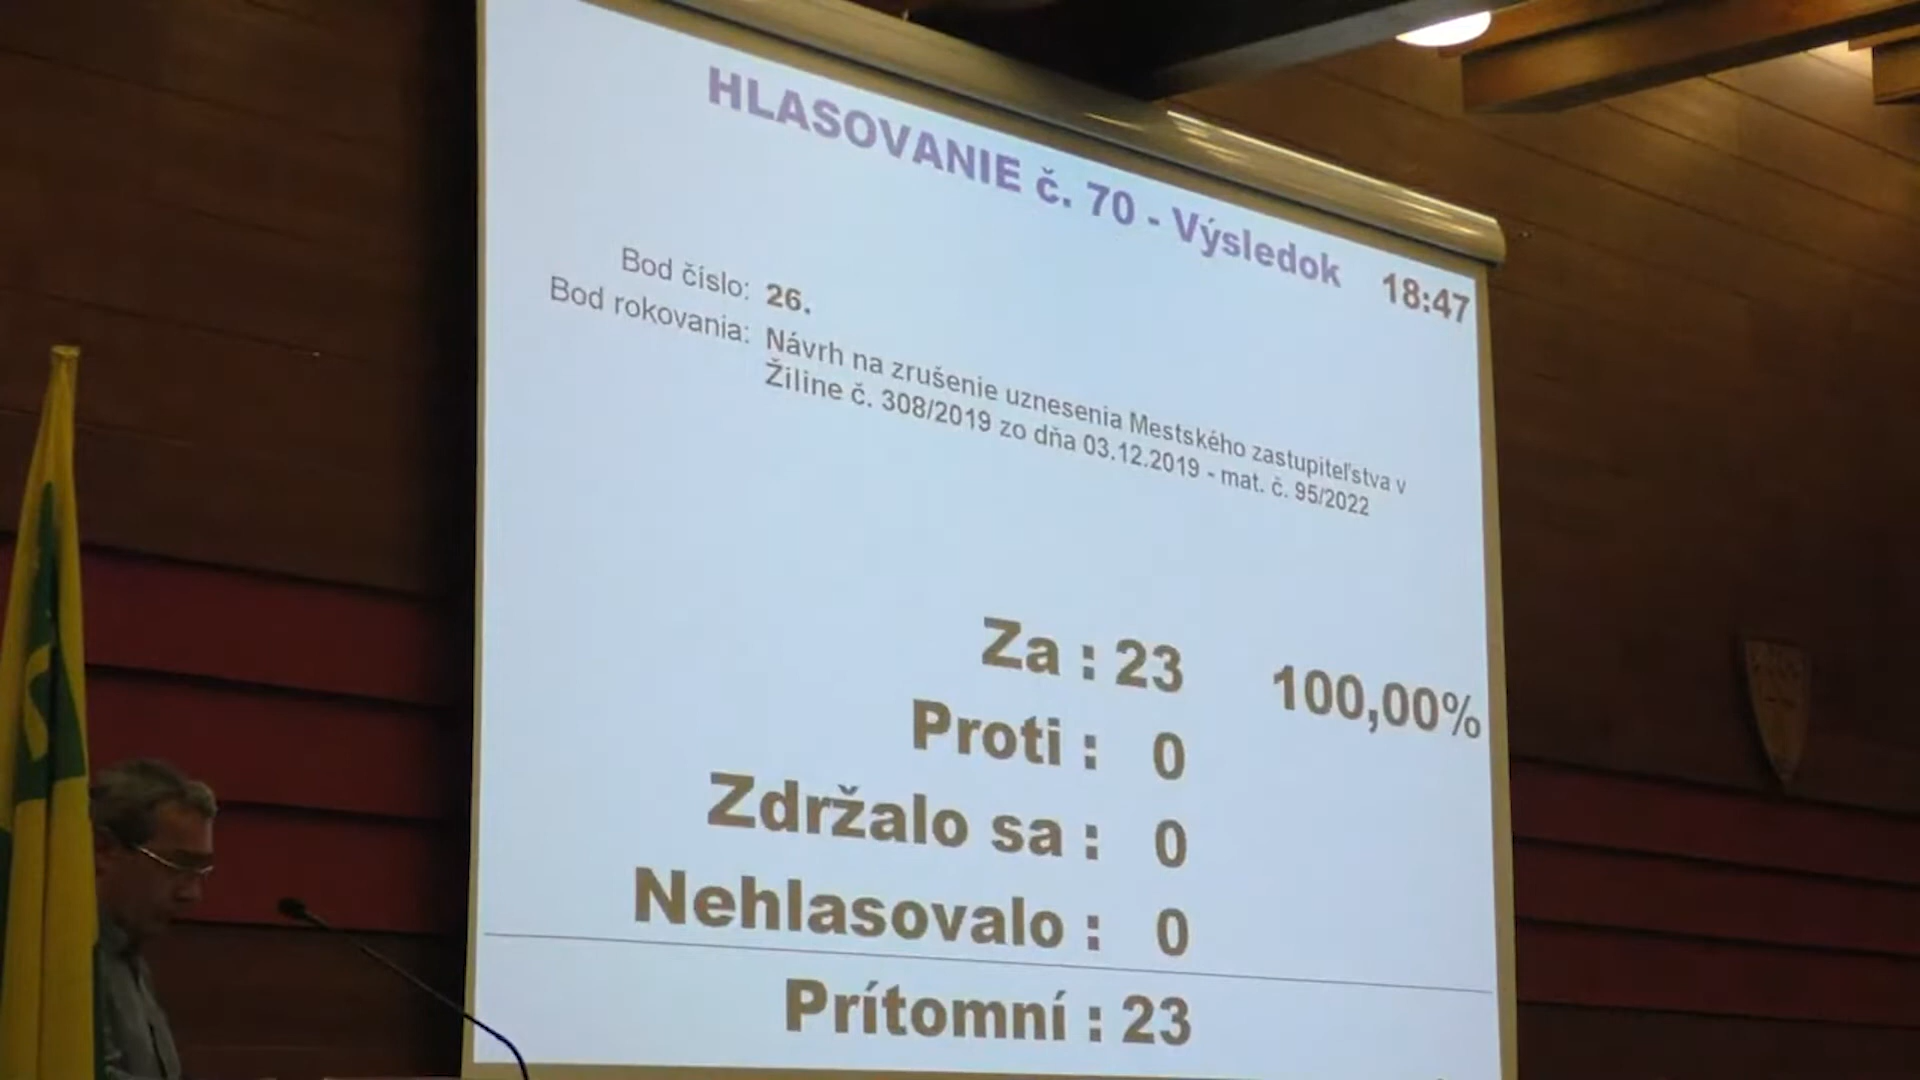 HLASOVANIE č. 70 - Výsledok 18:47
Bod číslo: 26.
Bod rokovania: Návrh na zrušenie uznesenia Mestského zastupiteľstva v
Žiline č. 308/2019 zo dňa 03.12.2019 - mat. č. 95/2022
Za : 23 100,00%
Proti : 0
Zdržalo sa : 0
Nehlasovalo : 0
Prítomní : 23